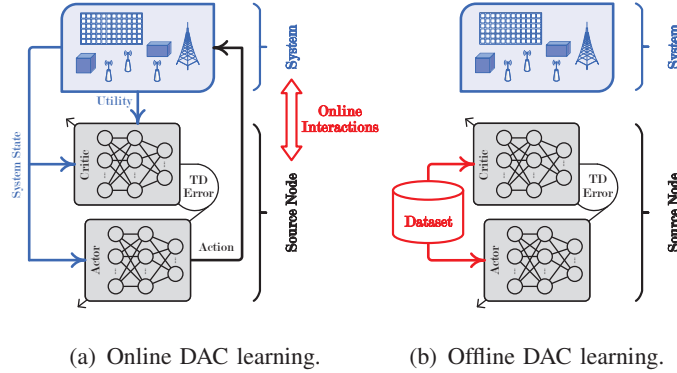 System
Utility
Online
Interactions
System State
Critic
TD
Error
Actor
Action
Source Node
(a) Online DAC learning.
System
Critic
TD
Error
Dataset
Actor
Source Node
(b) Offline DAC learning.